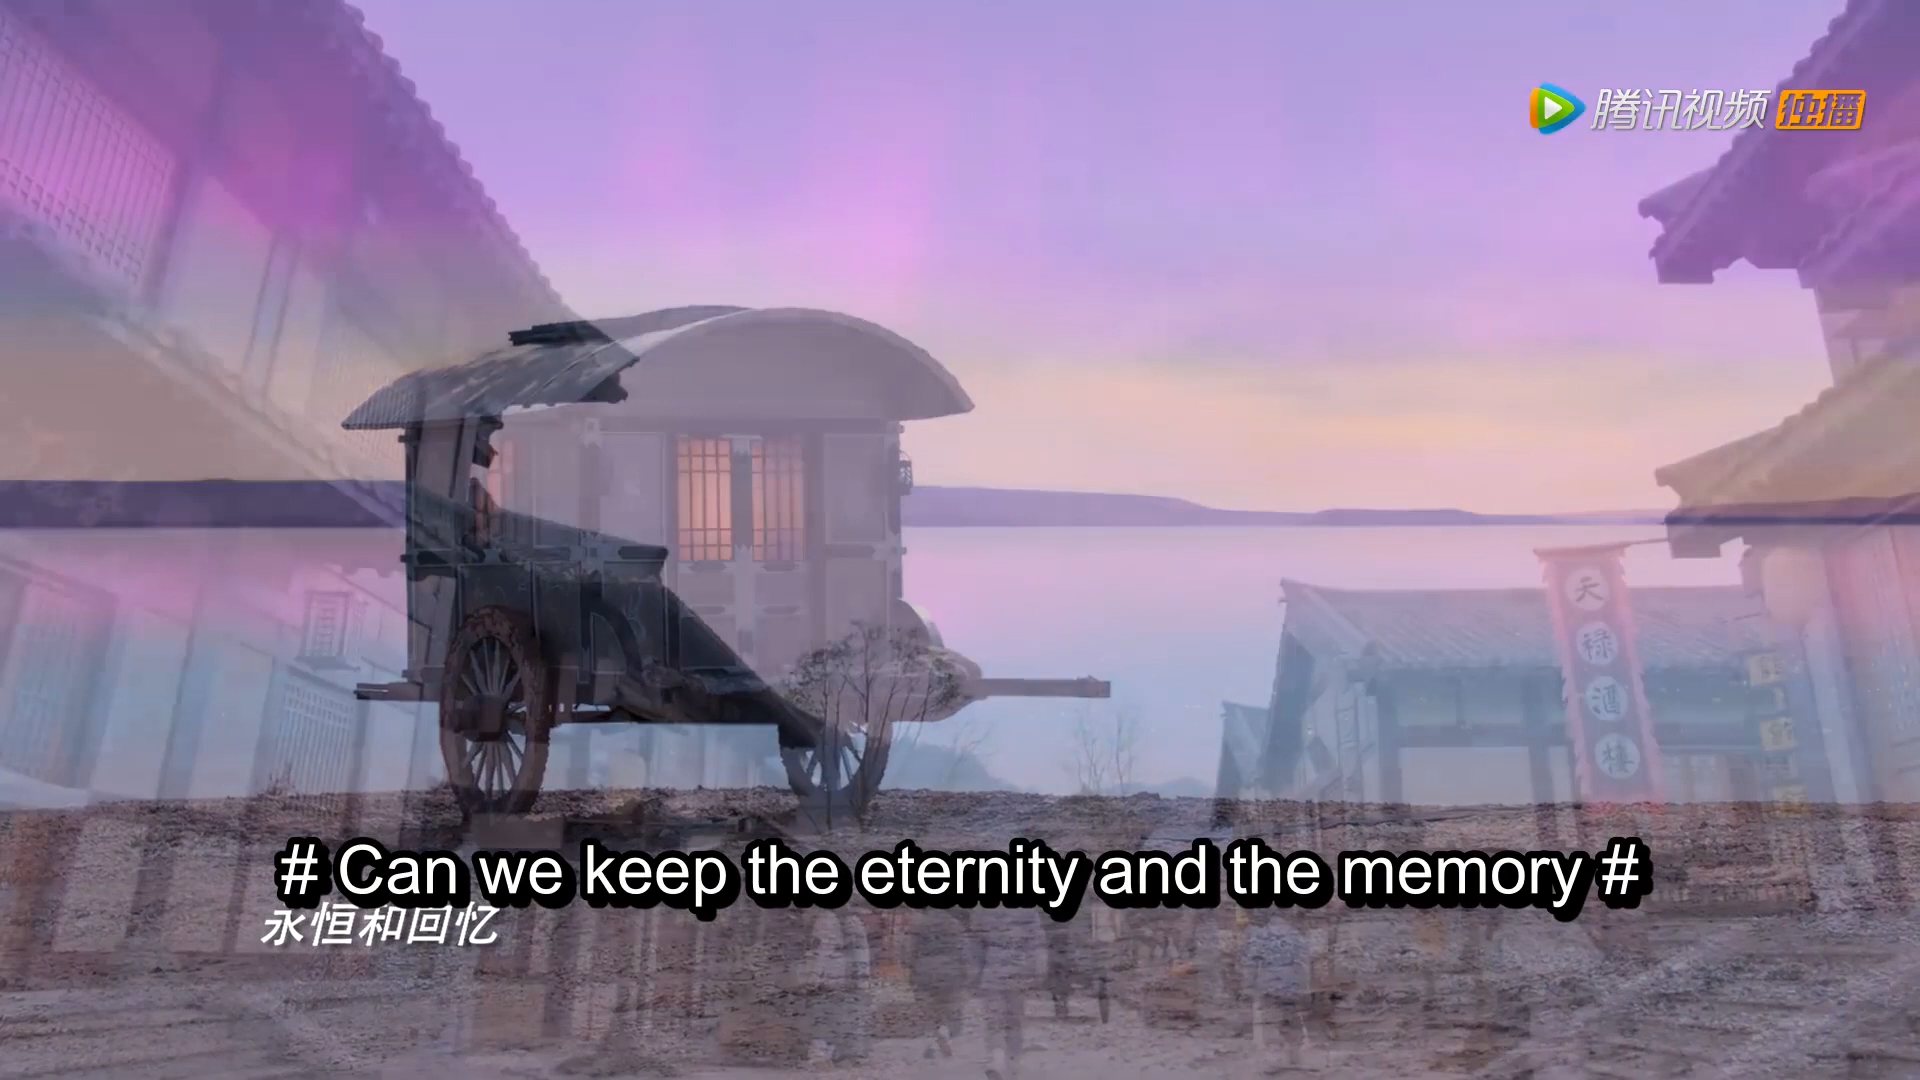 腾讯视频 独播
天禄酒楼
# Can we keep the eternity and the memory #
永恒和回忆